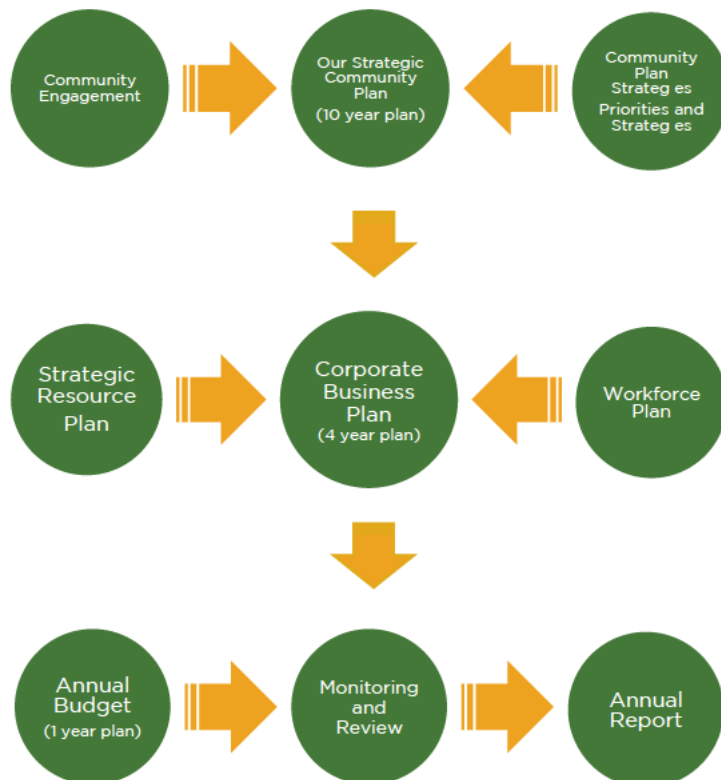 Community
Engagement
Our Strategic
Community
Plan
(10 year plan)
Community
Plan
Strateg es
Priorities and
Strateg es
Strategic
Resource
Plan
Corporate
Business
Plan
(4 year plan)
Workforce
Plan
Annual
Budget
(1 year plan)
Monitoring
and
Review
Annual
Report